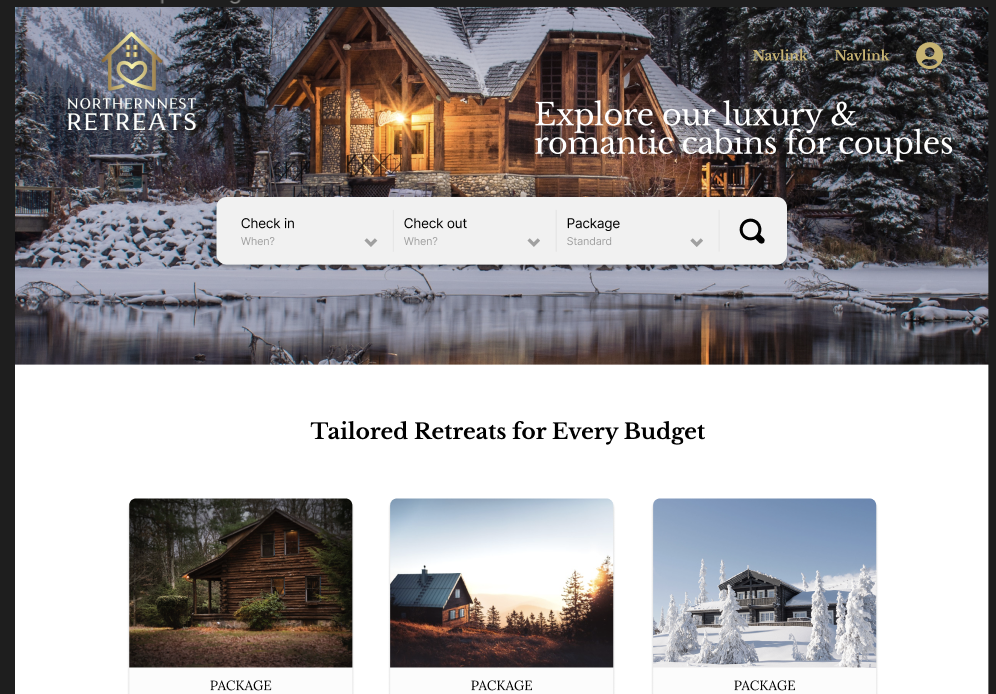 NORTHERNNEST
RETREATS
Navlink
Navlink
Explore our luxury &
romantic cabins for couples
Check in
When?
Check out
When?
Package
Standard
Tailored Retreats for Every Budget
PACKAGE
PACKAGE
PACKAGE